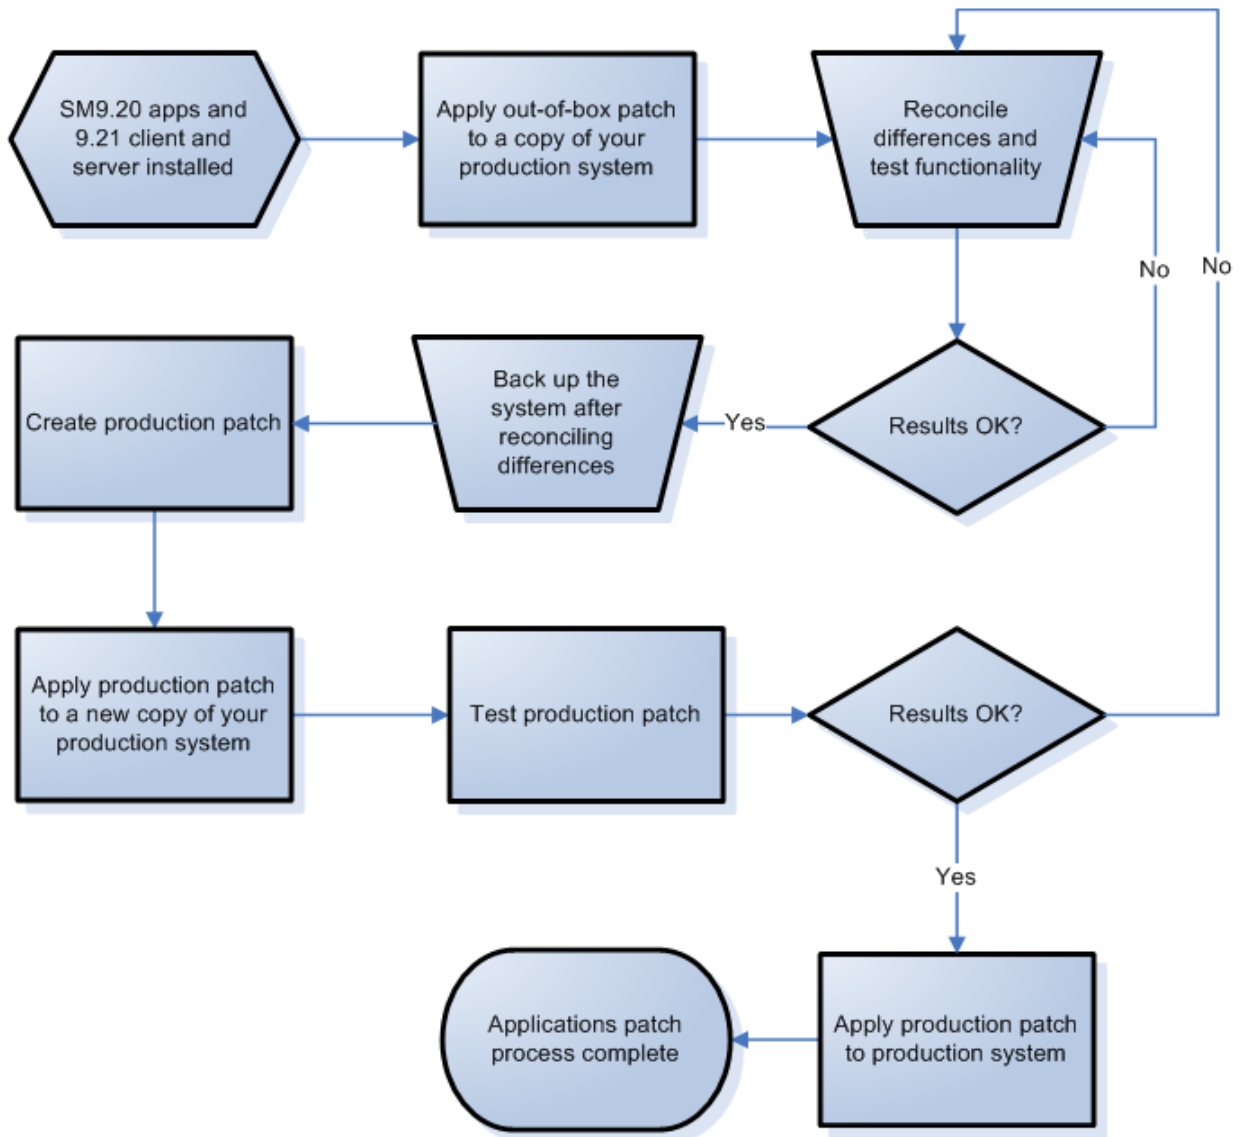 SM9.20 apps and
9.21 client and
server installed
Apply out-of-box patch
to a copy of your
production system
Reconcile
differences and
test functionality
No
No
Results OK?
Yes
Back up the
system after
reconciling
differences
Create production patch
Apply production patch
to a new copy of your
production system
Test production patch
Results OK?
Yes
Apply production patch
to production system
Applications patch
process complete